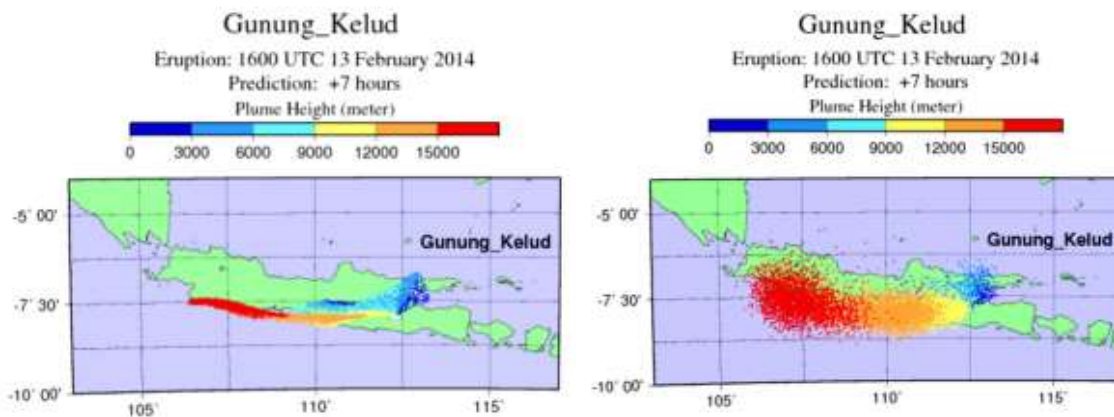 Gunung_Kelud
Eruption: 1600 UTC 13 February 2014
Prediction: +7 hours
Plume Height (meter)
0 3000 6000 9000 12000 15000
-5˚ 00'
Gunung_Kelud
-7˚ 30'
-10˚ 00'
105˚ 110˚ 115˚
Gunung_Kelud
Eruption: 1600 UTC 13 February 2014
Prediction: +7 hours
Plume Height (meter)
0 3000 6000 9000 12000 15000
-5˚ 00'
Gunung_Kelud
-7˚ 30'
-10˚ 00'
105˚ 110˚ 115˚